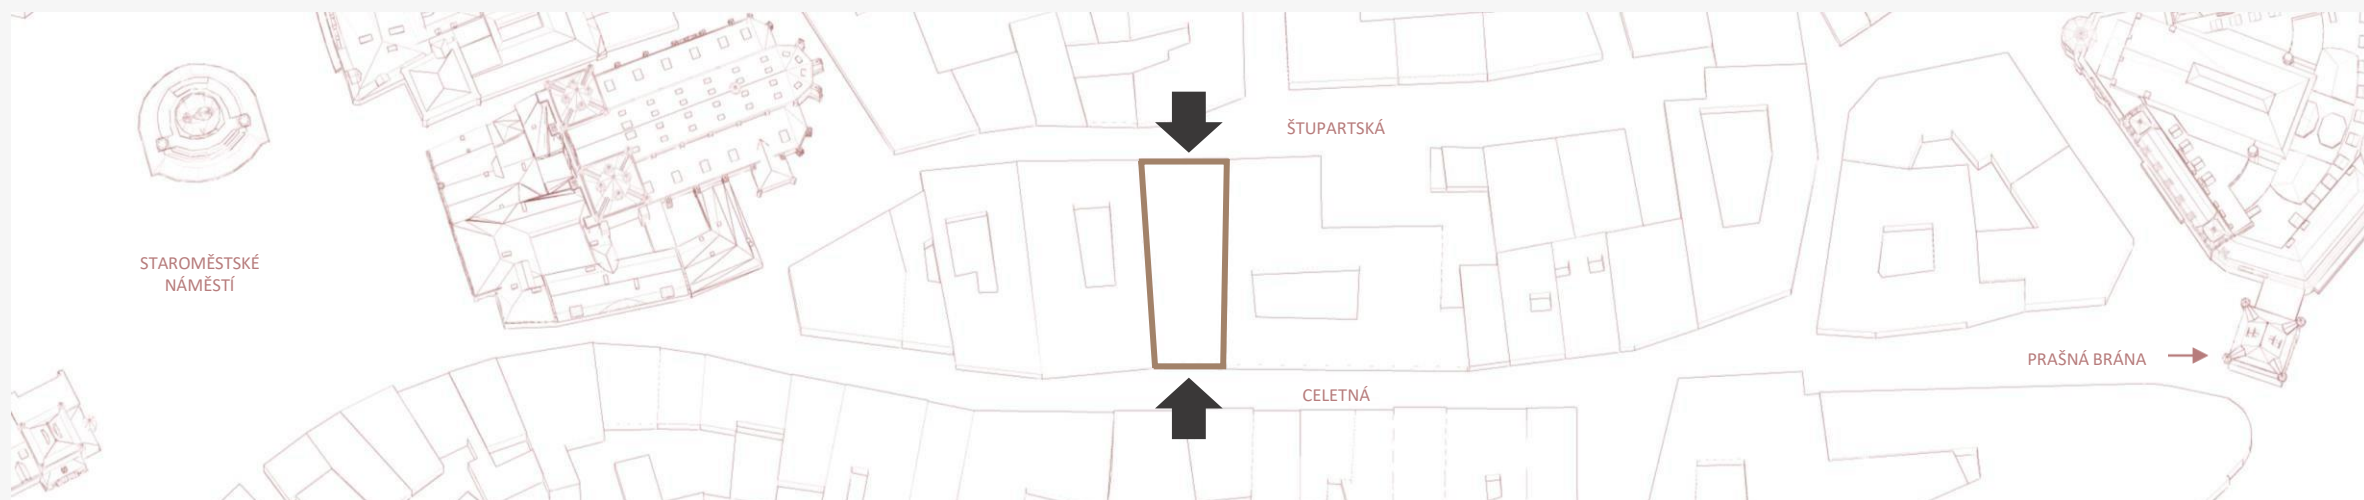 ŠTUPARTSKÁ
STAROMĚSTSKÉ
NÁMĚSTÍ
PRAŠNÁ BRÁNA
CELETNÁ